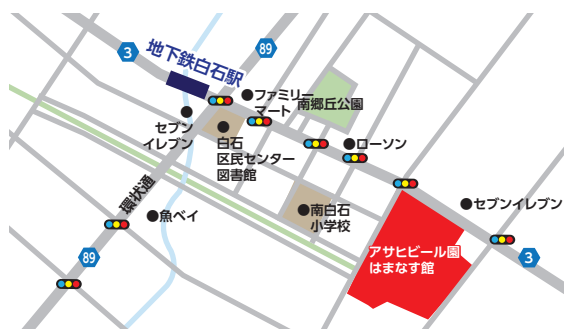 3
地下鉄白石駅
89
ファミリー
マート
南郷丘公園
セブン
イレブン
白石
区民センター
図書館
ローソン
環状通
魚べイ
南白石
小学校
セブンイレブン
アサヒビール園
はまなす館
89
3